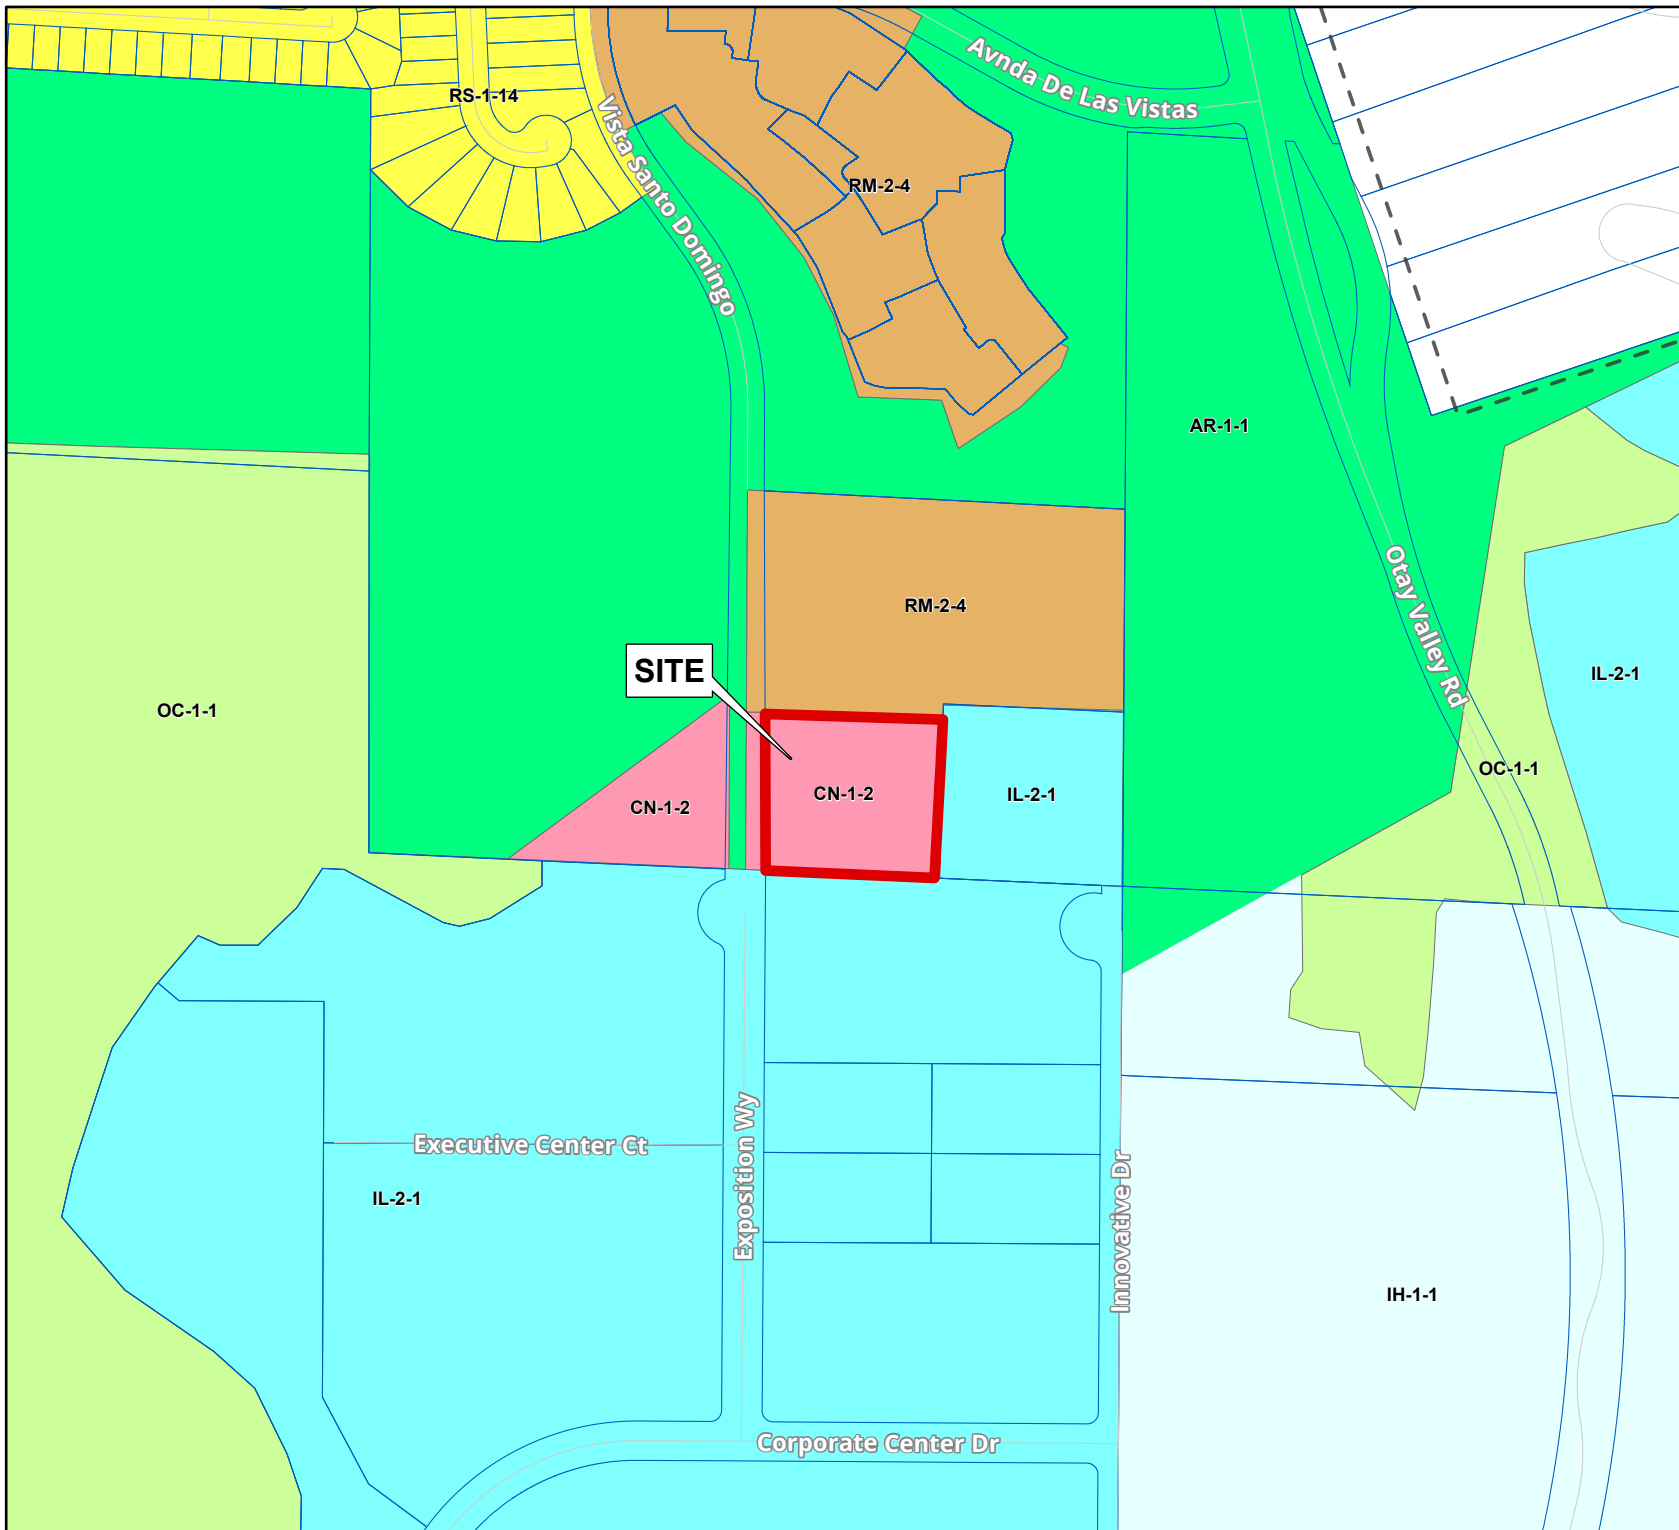 Avnda De Las Vistas
RS-1-14
Vista Santo Domingo
RM-2-4
AR-1-1
RM-2-4
Otay Valley Rd
SITE
IL-2-1
OC-1-1
OC-1-1
CN-1-2
IL-2-1
CN-1-2
Executive Center Ct
Exposition Wy
IL-2-1
Innovative Dr
IH-1-1
Corporate Center Dr